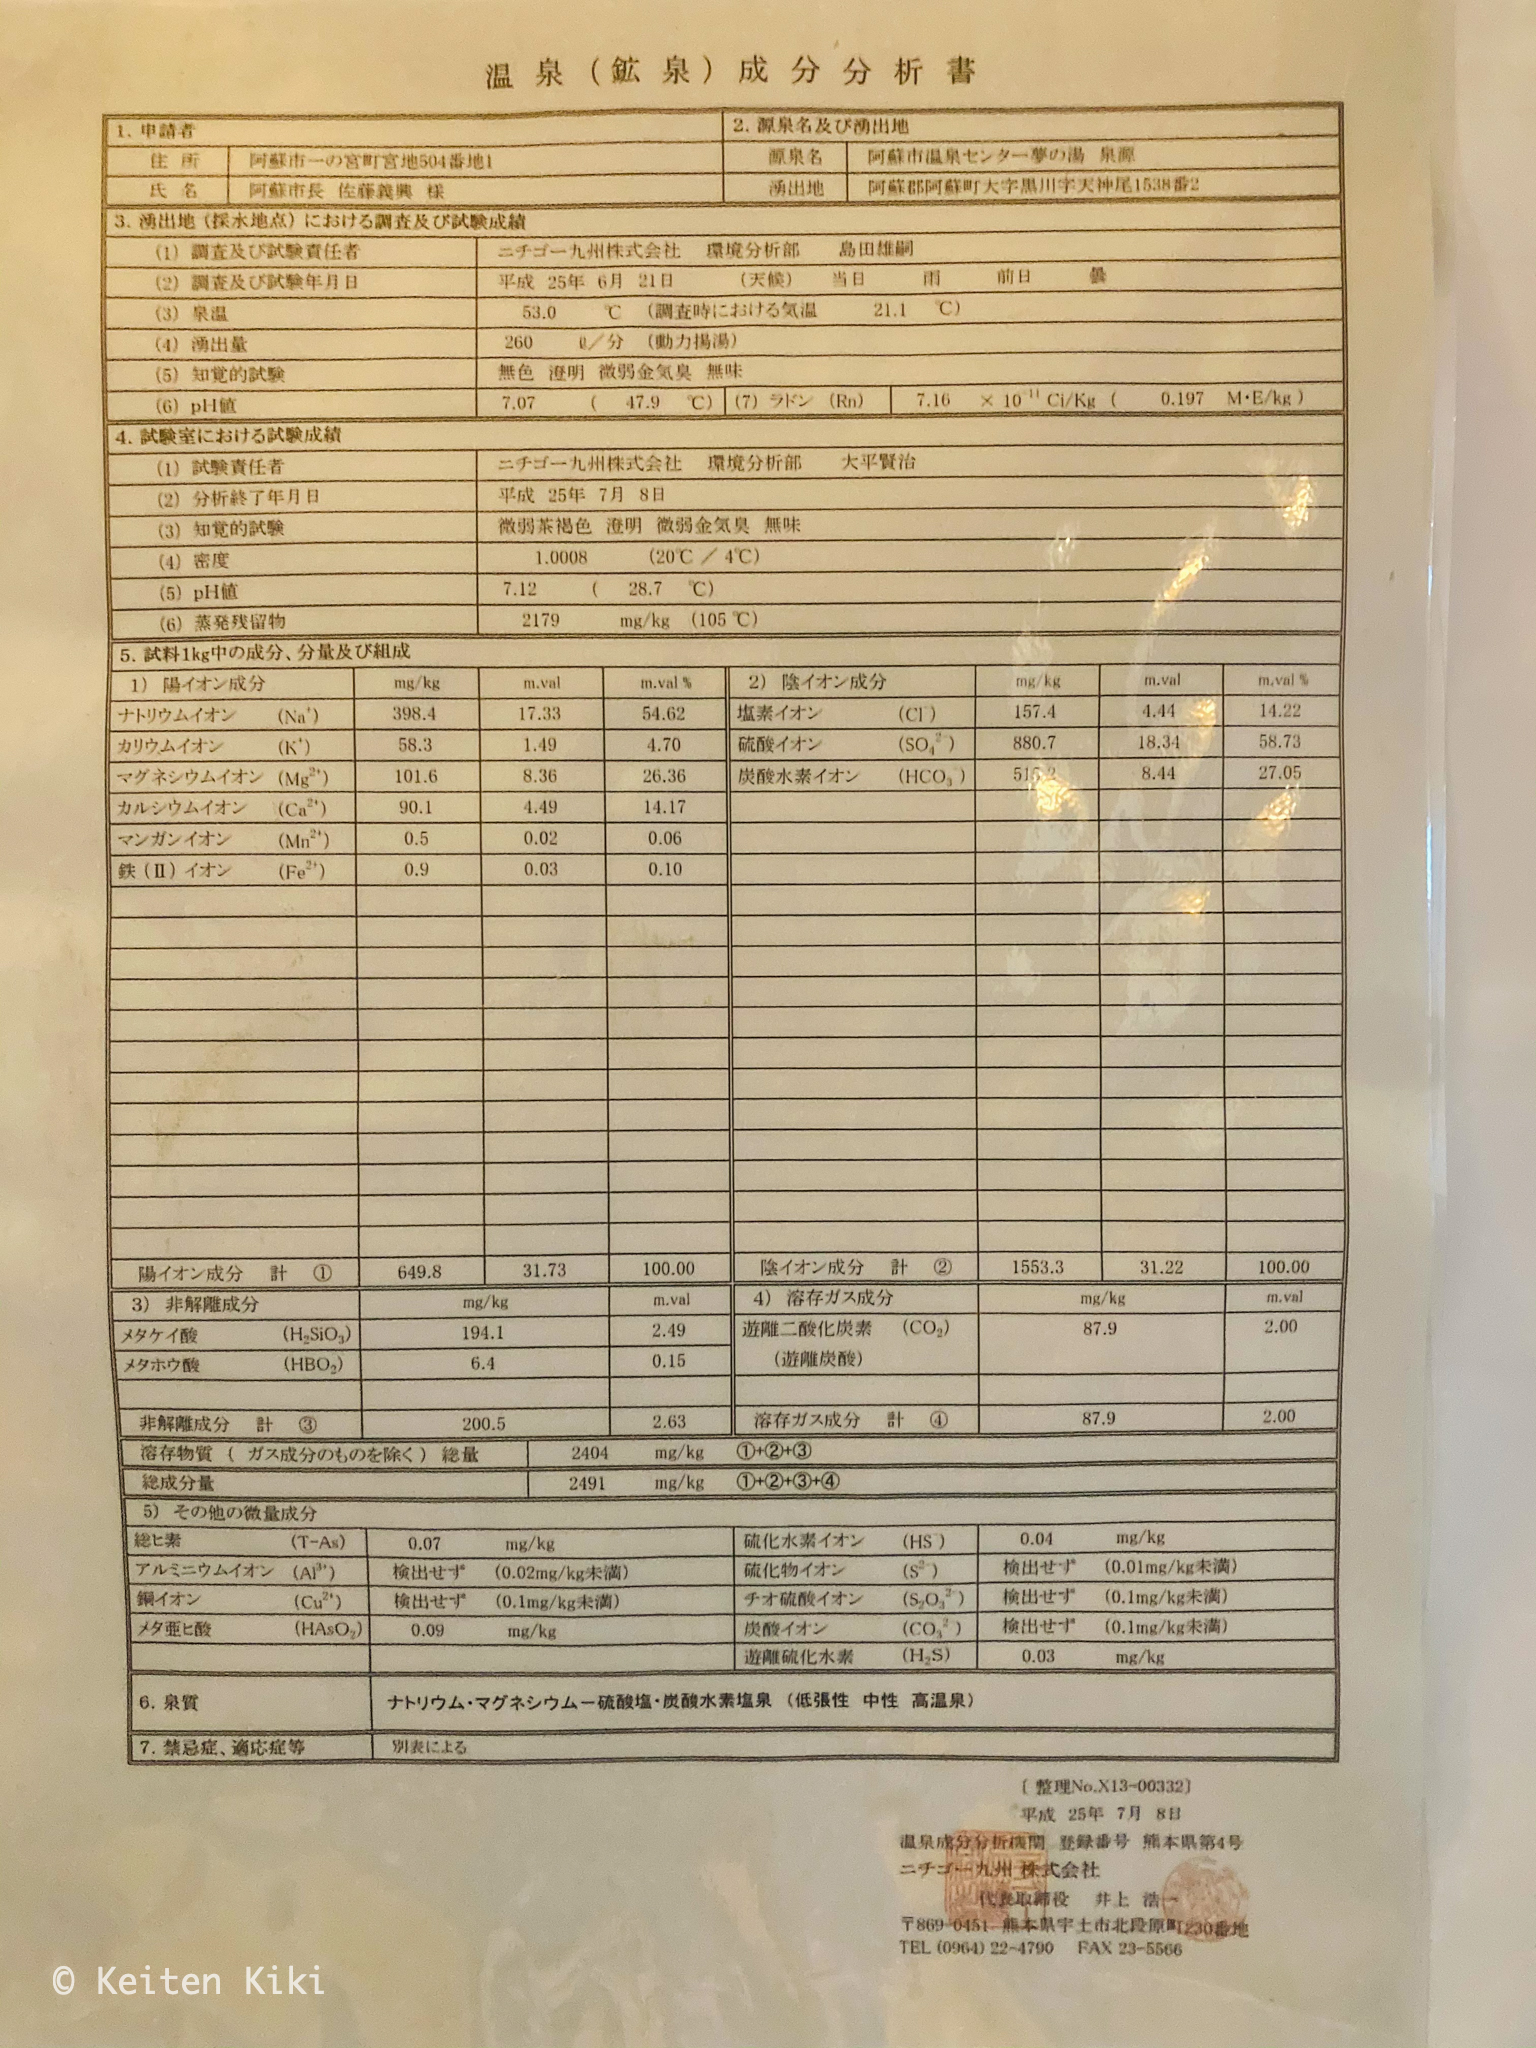 温泉（鉱泉）成分分析書
1. 申請者
2. 源泉名及び湧出地
住 所 阿蘇市一の宮町宮地504番地1
源泉名 阿蘇市温泉センター夢の湯 泉源
氏 名 阿蘇市長 佐藤義興 様
湧出地 阿蘇郡阿蘇町大字黒川字天神尾1538番2
3. 湧出地（採水地点）における調査及び試験成績
(1) 調査及び試験責任者 ニチゴー九州株式会社 環境分析部 島田雄嗣
(2) 調査及び試験年月日 平成 25年 6月 21日 （天候） 当日 雨 前日 曇
(3) 泉温 53.0 ℃ （調査時における気温 21.1 ℃）
(4) 湧出量 260 ℓ／分 （動力揚湯）
(5) 知覚的試験 無色 澄明 微弱金気臭 無味
(6) pH値 7.07 ( 47.9 ℃) (7) ラドン (Rn) 7.16 × 10⁻¹¹ Ci/Kg ( 0.197 M・E/kg )
4. 試験室における試験成績
(1) 試験責任者 ニチゴー九州株式会社 環境分析部 大平賢治
(2) 分析終了年月日 平成 25年 7月 8日
(3) 知覚的試験 微弱茶褐色 澄明 微弱金気臭 無味
(4) 密度 1.0008 (20℃ ／ 4℃)
(5) pH値 7.12 ( 28.7 ℃)
(6) 蒸発残留物 2179 mg/kg (105 ℃)
5. 試料1kg中の成分、分量及び組成
1) 陽イオン成分 mg/kg m.val m.val % 2) 陰イオン成分 mg/kg m.val m.val %
ナトリウムイオン (Na⁺) 398.4 17.33 54.62 塩素イオン (Cl⁻) 157.4 4.44 14.22
カリウムイオン (K⁺) 58.3 1.49 4.70 硫酸イオン (SO₄²⁻) 880.7 18.34 58.73
マグネシウムイオン (Mg²⁺) 101.6 8.36 26.36 炭酸水素イオン (HCO₃⁻) 8.44 27.05
カルシウムイオン (Ca²⁺) 90.1 4.49 14.17
マンガンイオン (Mn²⁺) 0.5 0.02 0.06
鉄（Ⅱ）イオン (Fe²⁺) 0.9 0.03 0.10
陽イオン成分 計 ① 649.8 31.73 100.00 陰イオン成分 計 ② 1553.3 31.22 100.00
3) 非解離成分 mg/kg m.val 4) 溶存ガス成分 mg/kg m.val
メタケイ酸 (H₂SiO₃) 194.1 2.49 遊離二酸化炭素 (CO₂) 87.9 2.00
メタホウ酸 (HBO₂) 6.4 0.15 （遊離炭酸）
非解離成分 計 ③ 200.5 2.63 溶存ガス成分 計 ④ 87.9 2.00
溶存物質（ガス成分のものを除く）総量 2404 mg/kg ①+②+③
総成分量 2491 mg/kg ①+②+③+④
5) その他の微量成分
総ヒ素 (T-As) 0.07 mg/kg 硫化水素イオン (HS⁻) 0.04 mg/kg
アルミニウムイオン (Al³⁺) 検出せず (0.02mg/kg未満) 硫化物イオン (S²⁻) 検出せず (0.01mg/kg未満)
銅イオン (Cu²⁺) 検出せず (0.1mg/kg未満) チオ硫酸イオン (S₂O₃²⁻) 検出せず (0.1mg/kg未満)
メタ亜ヒ酸 (HAsO₂) 0.09 mg/kg 炭酸イオン (CO₃²⁻) 検出せず (0.1mg/kg未満)
遊離硫化水素 (H₂S) 0.03 mg/kg
6. 泉質 ナトリウム・マグネシウムー硫酸塩・炭酸水素塩泉 （低張性 中性 高温泉）
7. 禁忌症、適応症等 別表による
〔 整理No.X13-00332〕
平成 25年 7月 8日
温泉成分分析機関 登録番号 熊本県第4号
ニチゴー九州 株式会社
代表取締役 井上 浩一
〒869-0451 熊本県宇土市北段原町230番地
TEL (0964) 22-4790 FAX 23-5566
© Keiten Kiki